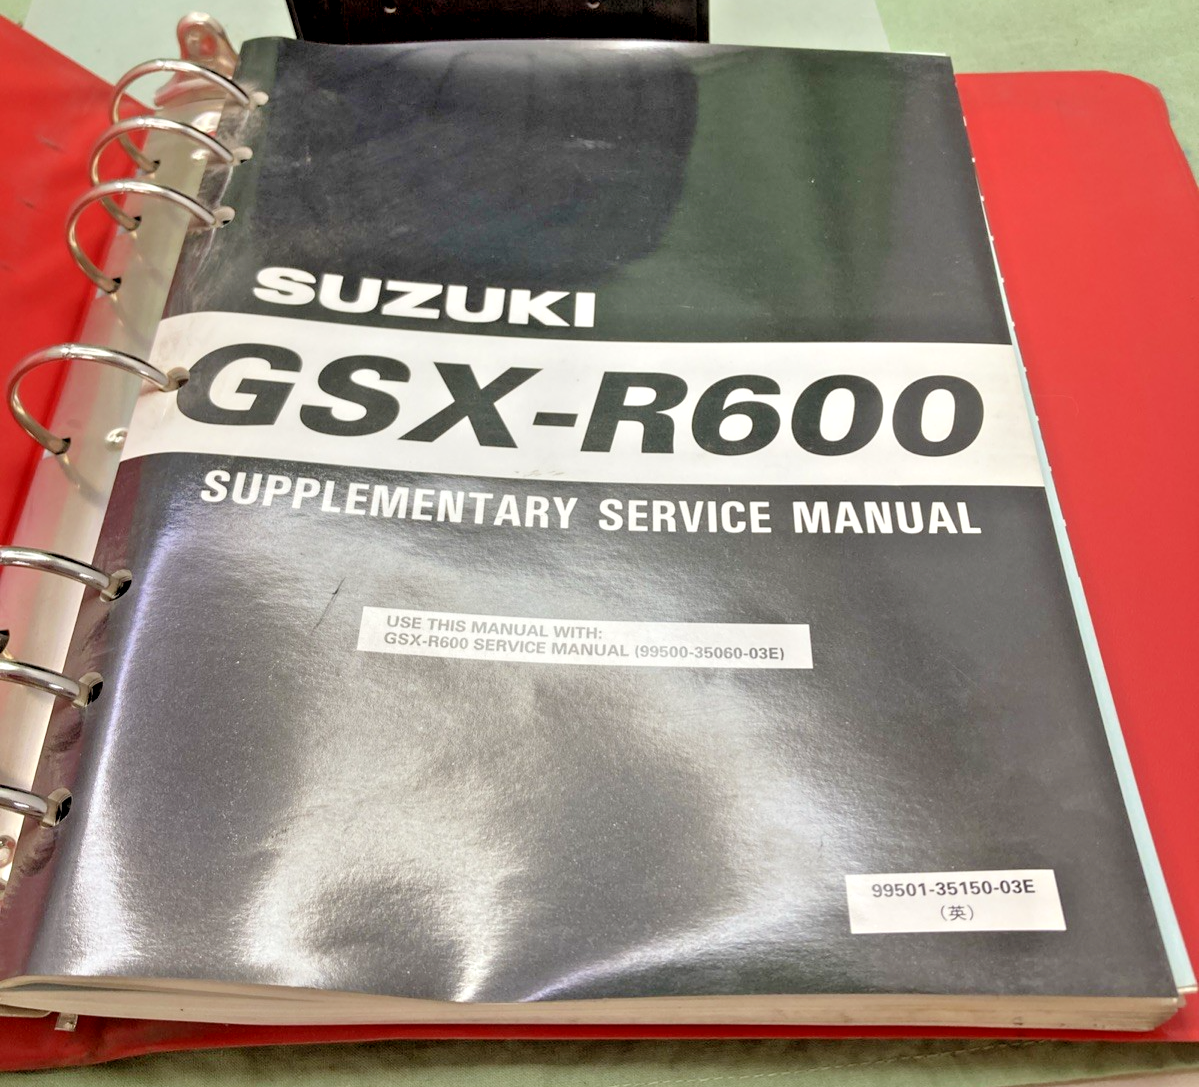 SUZUKI
GSX-R600
SUPPLEMENTARY SERVICE MANUAL
USE THIS MANUAL WITH:
GSX-R600 SERVICE MANUAL (99500-35060-03E)
99501-35150-03E
(英)